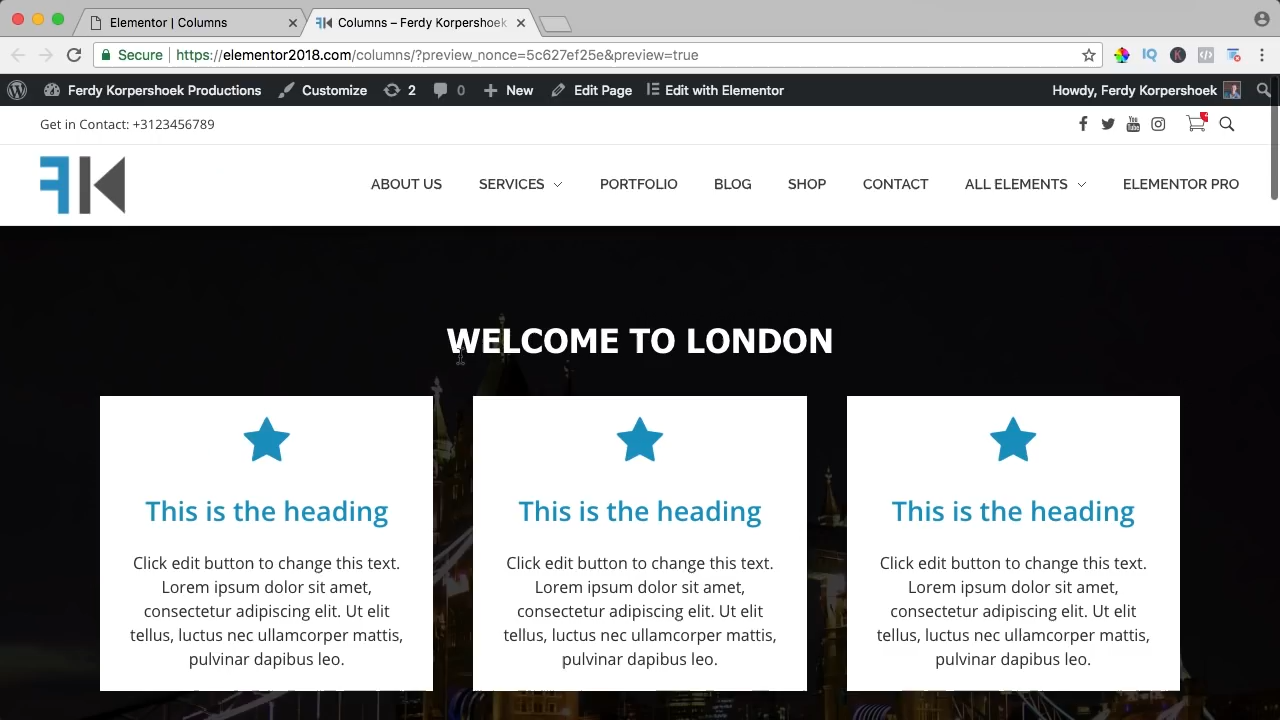 Elementor | Columns
Columns – Ferdy Korpershoek
Secure | https://elementor2018.com/columns/?preview_nonce=5c627ef25e&preview=true
Ferdy Korpershoek Productions Customize 2 0 New Edit Page Edit with Elementor Howdy, Ferdy Korpershoek
Get in Contact: +3123456789
FK
ABOUT US SERVICES PORTFOLIO BLOG SHOP CONTACT ALL ELEMENTS ELEMENTOR PRO
WELCOME TO LONDON
This is the heading
Click edit button to change this text.
Lorem ipsum dolor sit amet,
consectetur adipiscing elit. Ut elit
tellus, luctus nec ullamcorper mattis,
pulvinar dapibus leo.
This is the heading
Click edit button to change this text.
Lorem ipsum dolor sit amet,
consectetur adipiscing elit. Ut elit
tellus, luctus nec ullamcorper mattis,
pulvinar dapibus leo.
This is the heading
Click edit button to change this text.
Lorem ipsum dolor sit amet,
consectetur adipiscing elit. Ut elit
tellus, luctus nec ullamcorper mattis,
pulvinar dapibus leo.